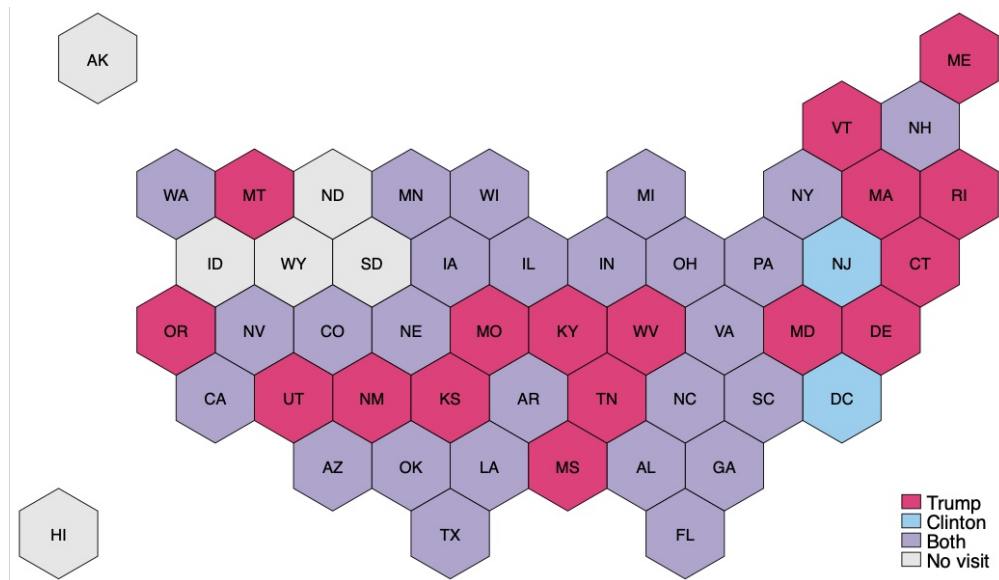 AK
ME
VT NH
WA MT ND MN WI MI NY MA RI
ID WY SD IA IL IN OH PA NJ CT
OR NV CO NE MO KY WV VA MD DE
CA UT NM KS AR TN NC SC DC
AZ OK LA MS AL GA
HI TX FL
Trump
Clinton
Both
No visit